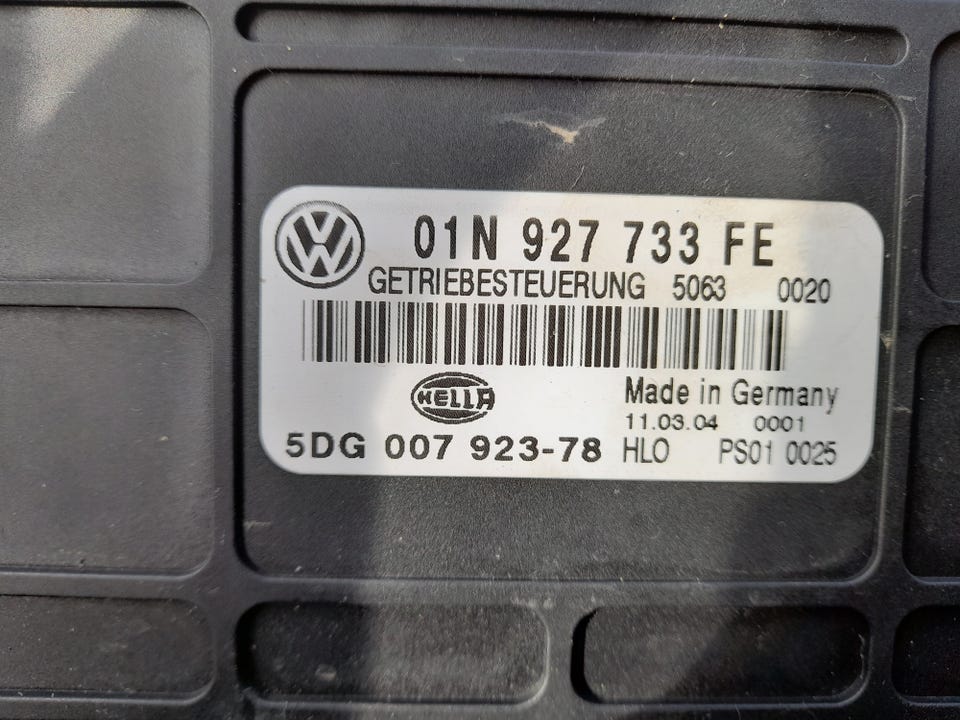 01N 927 733 FE
GETRIEBESTEUERUNG 5063 0020
HELLA
Made in Germany
11.03.04 0001
5DG 007 923-78 HLO PS01 0025